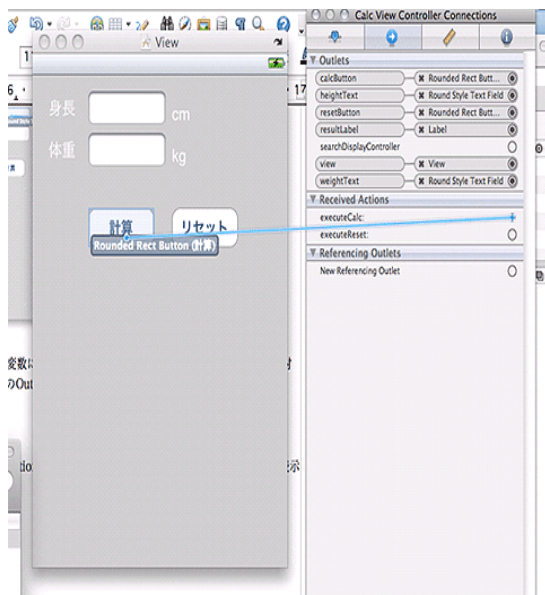 Calc View Controller Connections
View
Outlets
calcButton
Rounded Rect Butt...
heightText
Round Style Text Field
resetButton
Rounded Rect Butt...
resultLabel
Label
searchDisplayController
view
View
weightText
Round Style Text Field
Received Actions
executeCalc:
executeReset:
Referencing Outlets
New Referencing Outlet
身長
cm
体重
kg
計算
リセット
Rounded Rect Button (計算)
変数に
のOut
tion
示